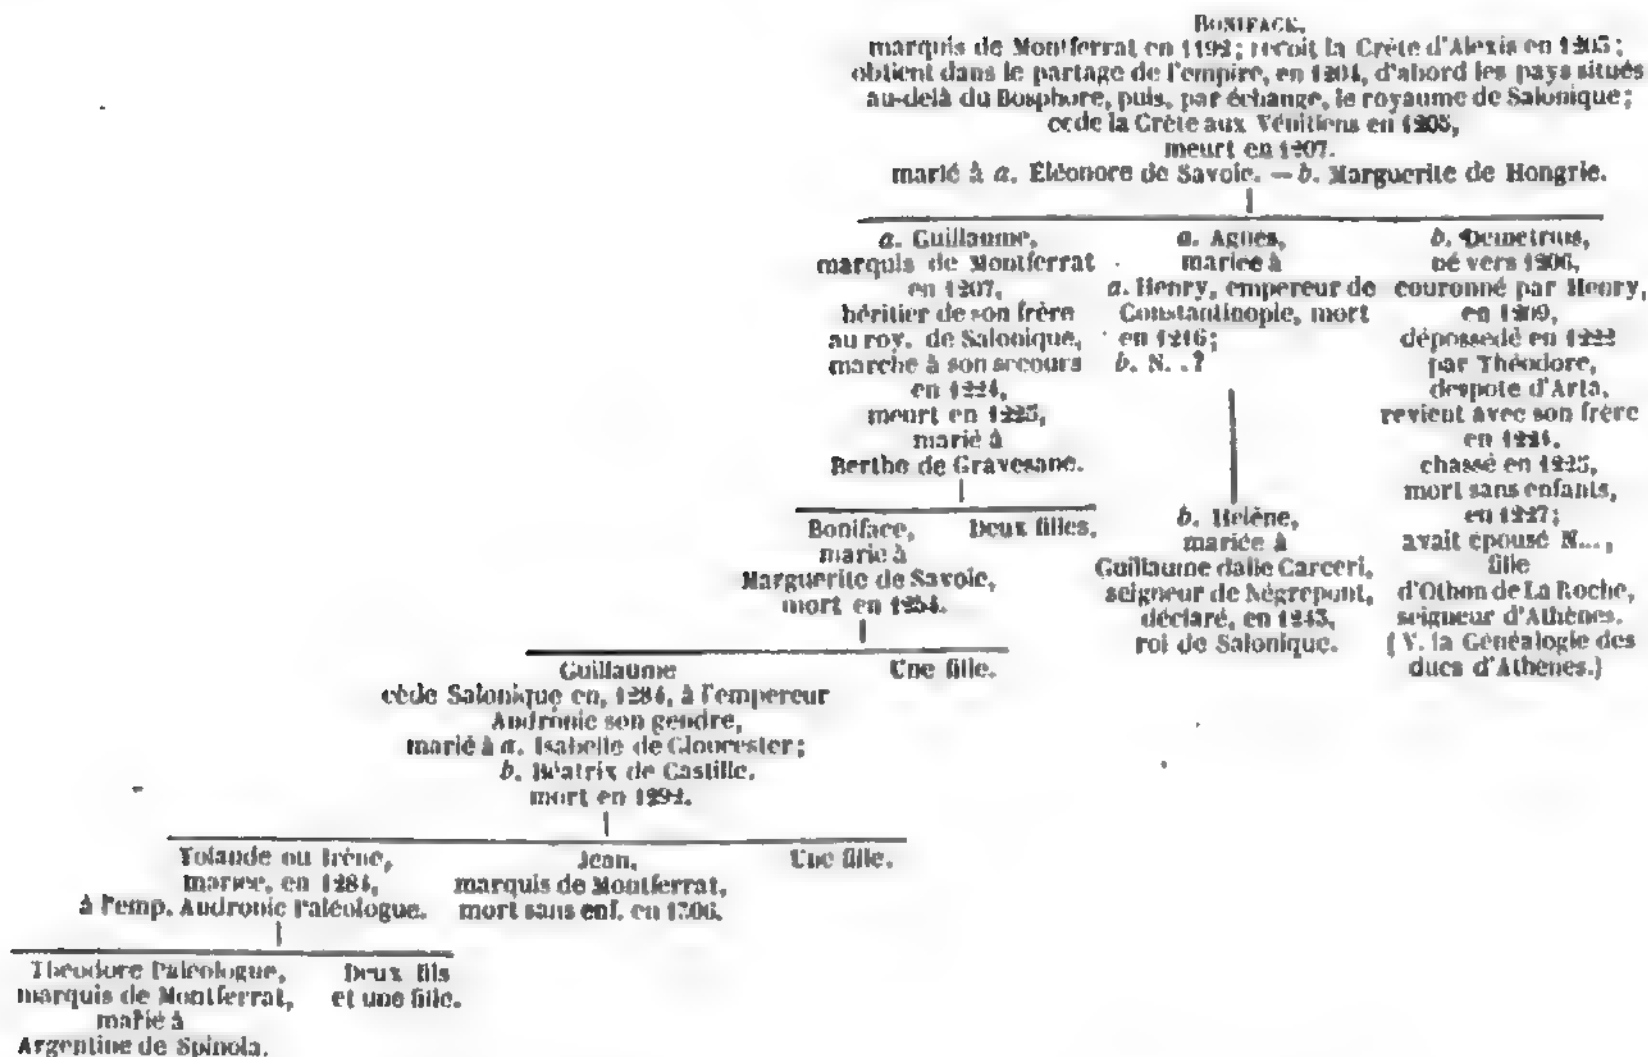 BONIFACE,
marquis de Montferrat en 1192; reçoit la Crète d'Alexis en 1203;
obtient dans le partage de l'empire, en 1204, d'abord les pays situés
au-delà du Bosphore, puis, par échange, le royaume de Salonique;
cède la Crète aux Vénitiens en 1205,
meurt en 1207.
marié à a. Éléonore de Savoie. — b. Marguerite de Hongrie.
a. Guillaume,
marquis de Montferrat
en 1207,
héritier de son frère
au roy. de Salonique,
marche à son secours
en 1224,
meurt en 1225,
marié à
Berthe de Gravesane.
a. Agnès,
mariée à
a. Henry, empereur de
Constantinople, mort
en 1216;
b. N. . ?
b. Demetrius,
né vers 1206,
couronné par Henry,
en 1209,
dépossedé en 1222
par Théodore,
despote d'Arta,
revient avec son frère
en 1224.
chassé en 1225,
mort sans enfants,
en 1227;
avait épousé N...,
fille
d'Othon de La Roche,
seigneur d'Athènes.
( V. la Généalogie des
ducs d'Athènes.)
Boniface,
marié à
Marguerite de Savoie,
mort en 1254.
Deux filles.
b. Hélène,
mariée à
Guillaume dalle Carceri,
seigneur de Négrepont,
déclaré, en 1243,
roi de Salonique.
Guillaume
cède Salonique en, 1284, à l'empereur
Andronic son gendre,
marié à a. Isabelle de Glocester;
b. Béatrix de Castille.
mort en 1292.
Une fille.
Yolande ou Irène,
mariée, en 1284,
à l'emp. Andronic Paléologue.
Jean,
marquis de Montferrat,
mort sans enf. en 1306.
Une fille.
Théodore Paléologue,
marquis de Montferrat,
marié à
Argentine de Spinola.
Deux fils
et une fille.